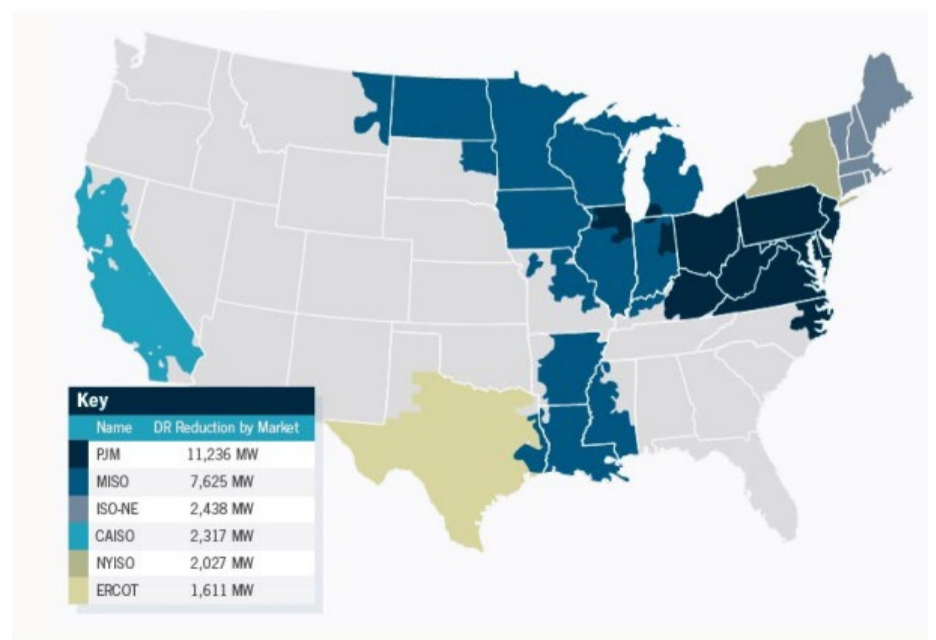 Key
Name DR Reduction by Market
PJM 11,236 MW
MISO 7,625 MW
ISO-NE 2,438 MW
CAISO 2,317 MW
NYISO 2,027 MW
ERCOT 1,611 MW